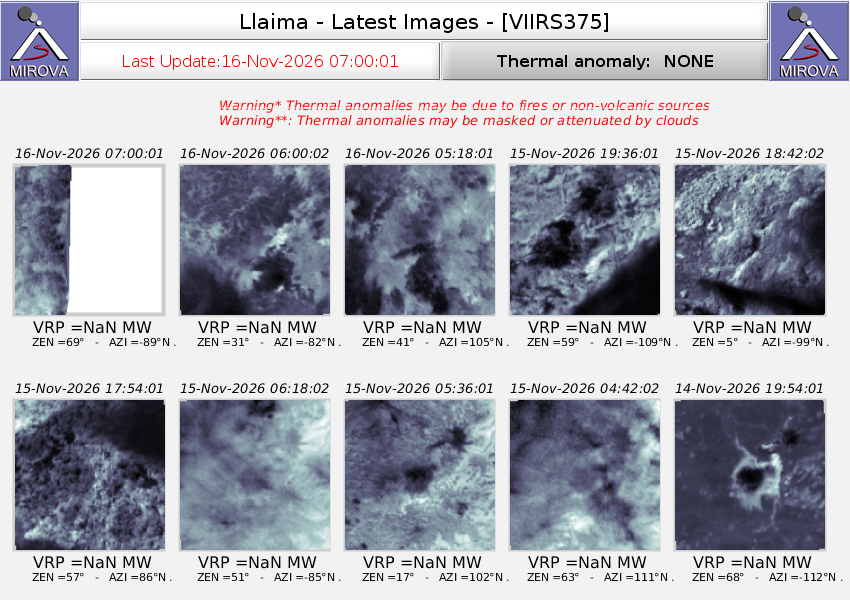 Llaima - Latest Images - [VIIRS375]
MIROVA
Last Update:16-Nov-2026 07:00:01
Thermal anomaly: NONE
MIROVA
Warning* Thermal anomalies may be due to fires or non-volcanic sources
Warning**: Thermal anomalies may be masked or attenuated by clouds
16-Nov-2026 07:00:01 16-Nov-2026 06:00:02 16-Nov-2026 05:18:01 15-Nov-2026 19:36:01 15-Nov-2026 18:42:02
VRP =NaN MW VRP =NaN MW VRP =NaN MW VRP =NaN MW VRP =NaN MW
ZEN =69° - AZI =-89°N . ZEN =31° - AZI =-82°N . ZEN =41° - AZI =105°N . ZEN =59° - AZI =-109°N . ZEN =5° - AZI =-99°N .
15-Nov-2026 17:54:01 15-Nov-2026 06:18:02 15-Nov-2026 05:36:01 15-Nov-2026 04:42:02 14-Nov-2026 19:54:01
VRP =NaN MW VRP =NaN MW VRP =NaN MW VRP =NaN MW VRP =NaN MW
ZEN =57° - AZI =86°N . ZEN =51° - AZI =-85°N . ZEN =17° - AZI =102°N . ZEN =63° - AZI =111°N . ZEN =68° - AZI =-112°N .